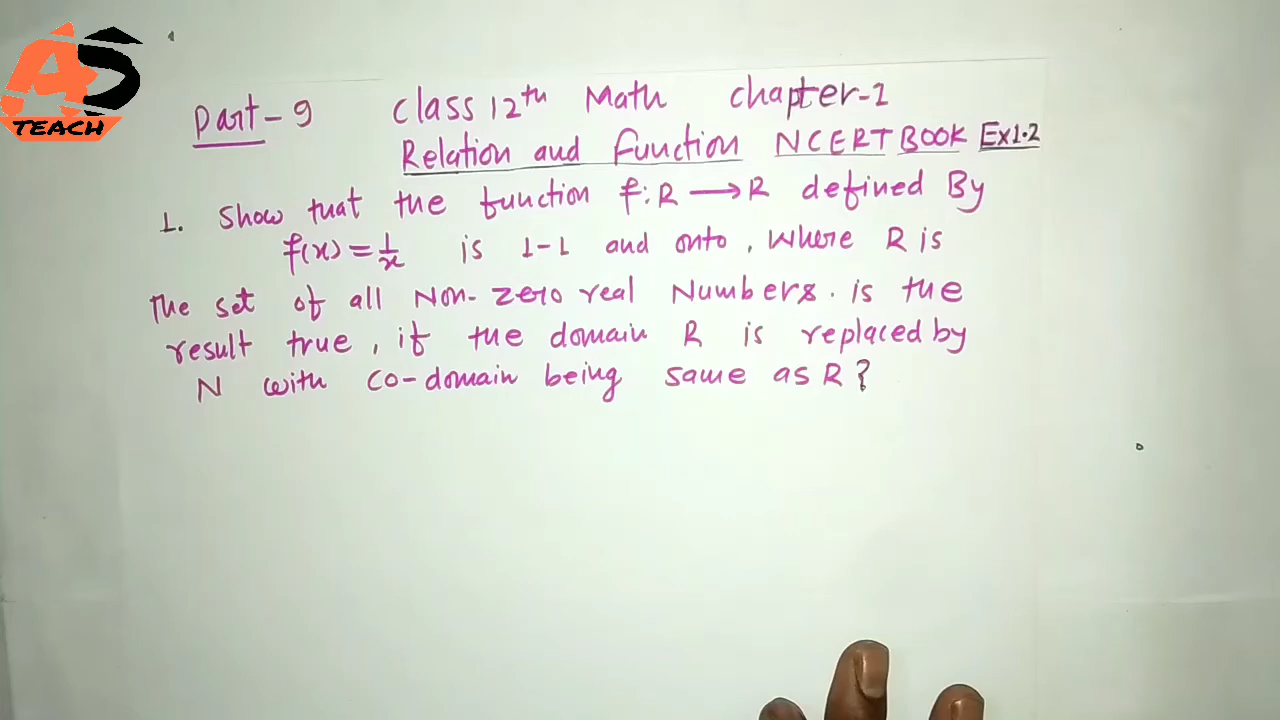 AS
TEACH
Part-9 Class 12th Math Chapter-1
Relation and Function NCERT BOOK Ex1.2
1. Show that the function f: R ⟶ R defined By
f(x) = 1/x is 1-1 and onto, Where R is
The set of all Non-zero real Numbers. is the
result true, if the domain R is replaced by
N with co-domain being same as R?